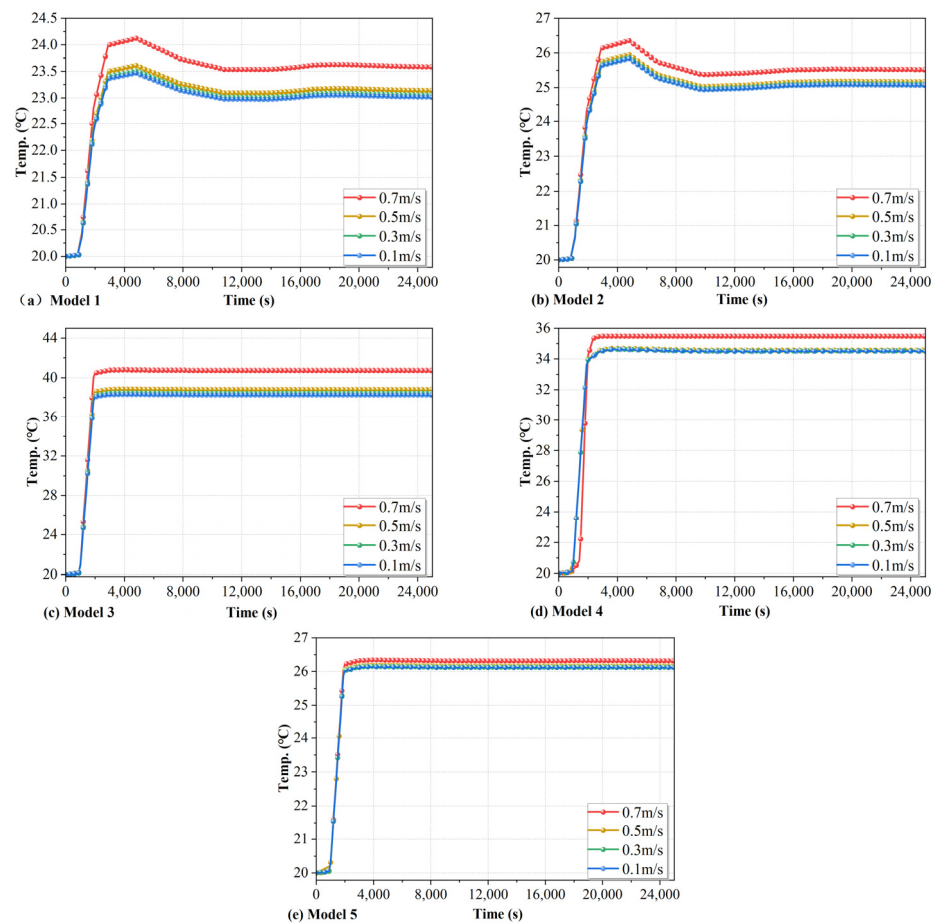 24.5
24.0
23.5
23.0
22.5
22.0
21.5
21.0
20.5
20.0
Temp. (℃)
0.7m/s
0.5m/s
0.3m/s
0.1m/s
0 4,000 8,000 12,000 16,000 20,000 24,000
（a）Model 1 Time (s)
27
26
25
24
23
22
21
20
Temp. (℃)
0.7m/s
0.5m/s
0.3m/s
0.1m/s
0 4,000 8,000 12,000 16,000 20,000 24,000
(b) Model 2 Time (s)
44
40
36
32
28
24
20
Temp. (℃)
0.7m/s
0.5m/s
0.3m/s
0.1m/s
0 4,000 8,000 12,000 16,000 20,000 24,000
(c) Model 3 Time (s)
36
34
32
30
28
26
24
22
20
Temp. (℃)
0.7m/s
0.5m/s
0.3m/s
0.1m/s
0 4,000 8,000 12,000 16,000 20,000 24,000
(d) Model 4 Time (s)
27
26
25
24
23
22
21
20
Temp. (℃)
0.7m/s
0.5m/s
0.3m/s
0.1m/s
0 4,000 8,000 12,000 16,000 20,000 24,000
(e) Model 5 Time (s)